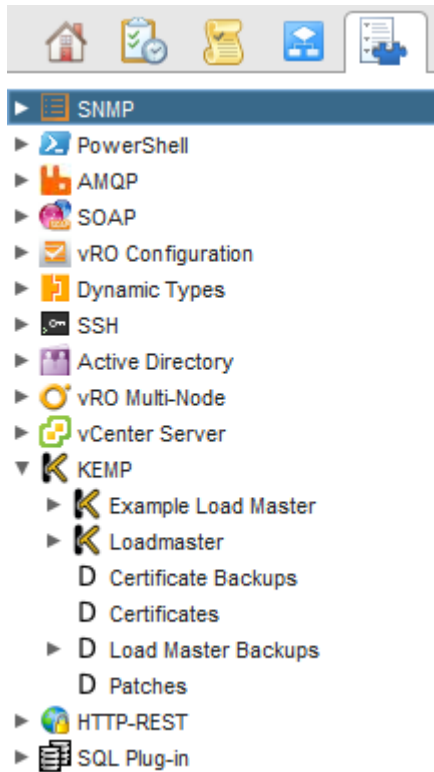 SNMP
PowerShell
AMQP
SOAP
vRO Configuration
Dynamic Types
SSH
Active Directory
vRO Multi-Node
vCenter Server
KEMP
Example Load Master
Loadmaster
D Certificate Backups
D Certificates
D Load Master Backups
D Patches
HTTP-REST
SQL Plug-in